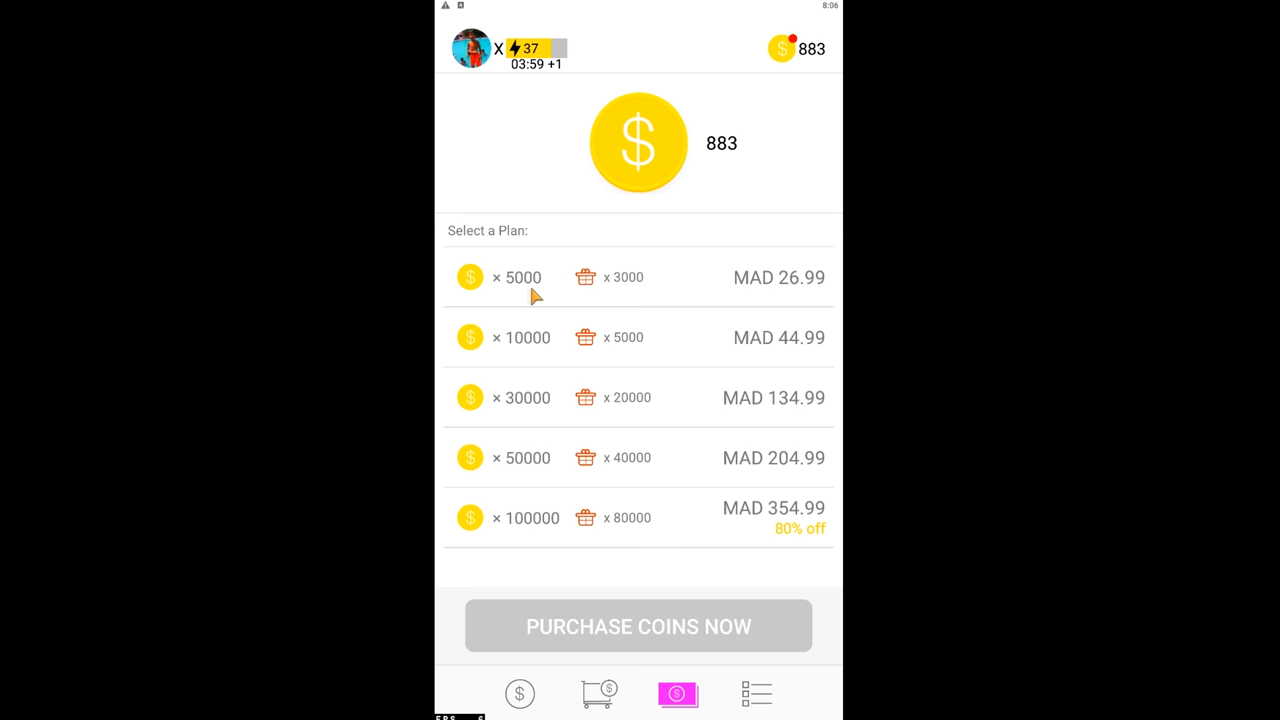 8:06
X 37
03:59 +1
$ 883
$ 883
Select a Plan:
$ × 5000 x 3000 MAD 26.99
$ × 10000 x 5000 MAD 44.99
$ × 30000 x 20000 MAD 134.99
$ × 50000 x 40000 MAD 204.99
$ × 100000 x 80000 MAD 354.99
80% off
PURCHASE COINS NOW
$ $ $